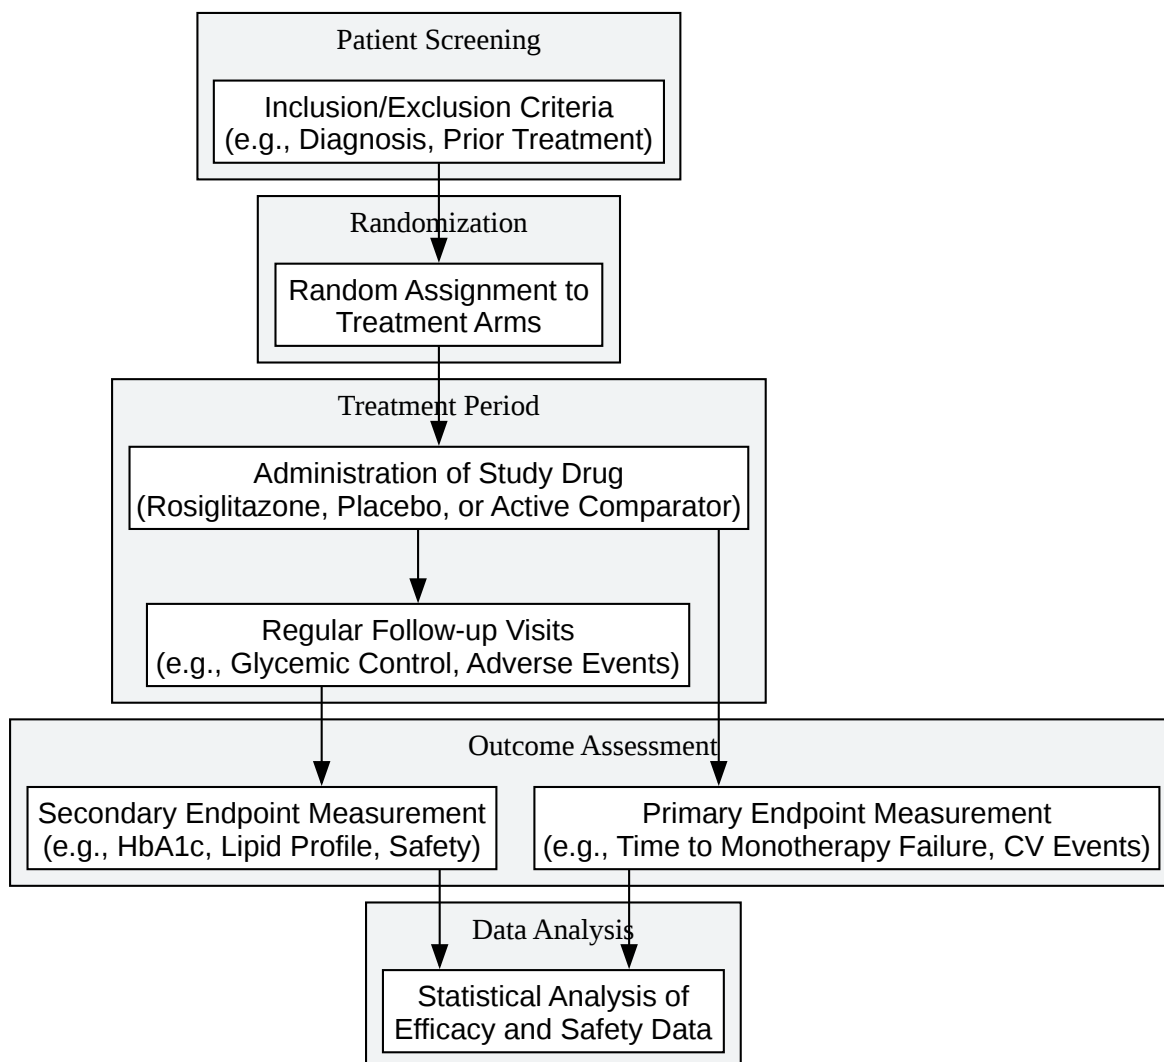 Patient Screening
Inclusion/Exclusion Criteria
(e.g., Diagnosis, Prior Treatment)
Randomization
Random Assignment to
Treatment Arms
Treatment Period
Administration of Study Drug
(Rosiglitazone, Placebo, or Active Comparator)
Regular Follow-up Visits
(e.g., Glycemic Control, Adverse Events)
Outcome Assessment
Secondary Endpoint Measurement
(e.g., HbA1c, Lipid Profile, Safety)
Primary Endpoint Measurement
(e.g., Time to Monotherapy Failure, CV Events)
Data Analysis
Statistical Analysis of
Efficacy and Safety Data